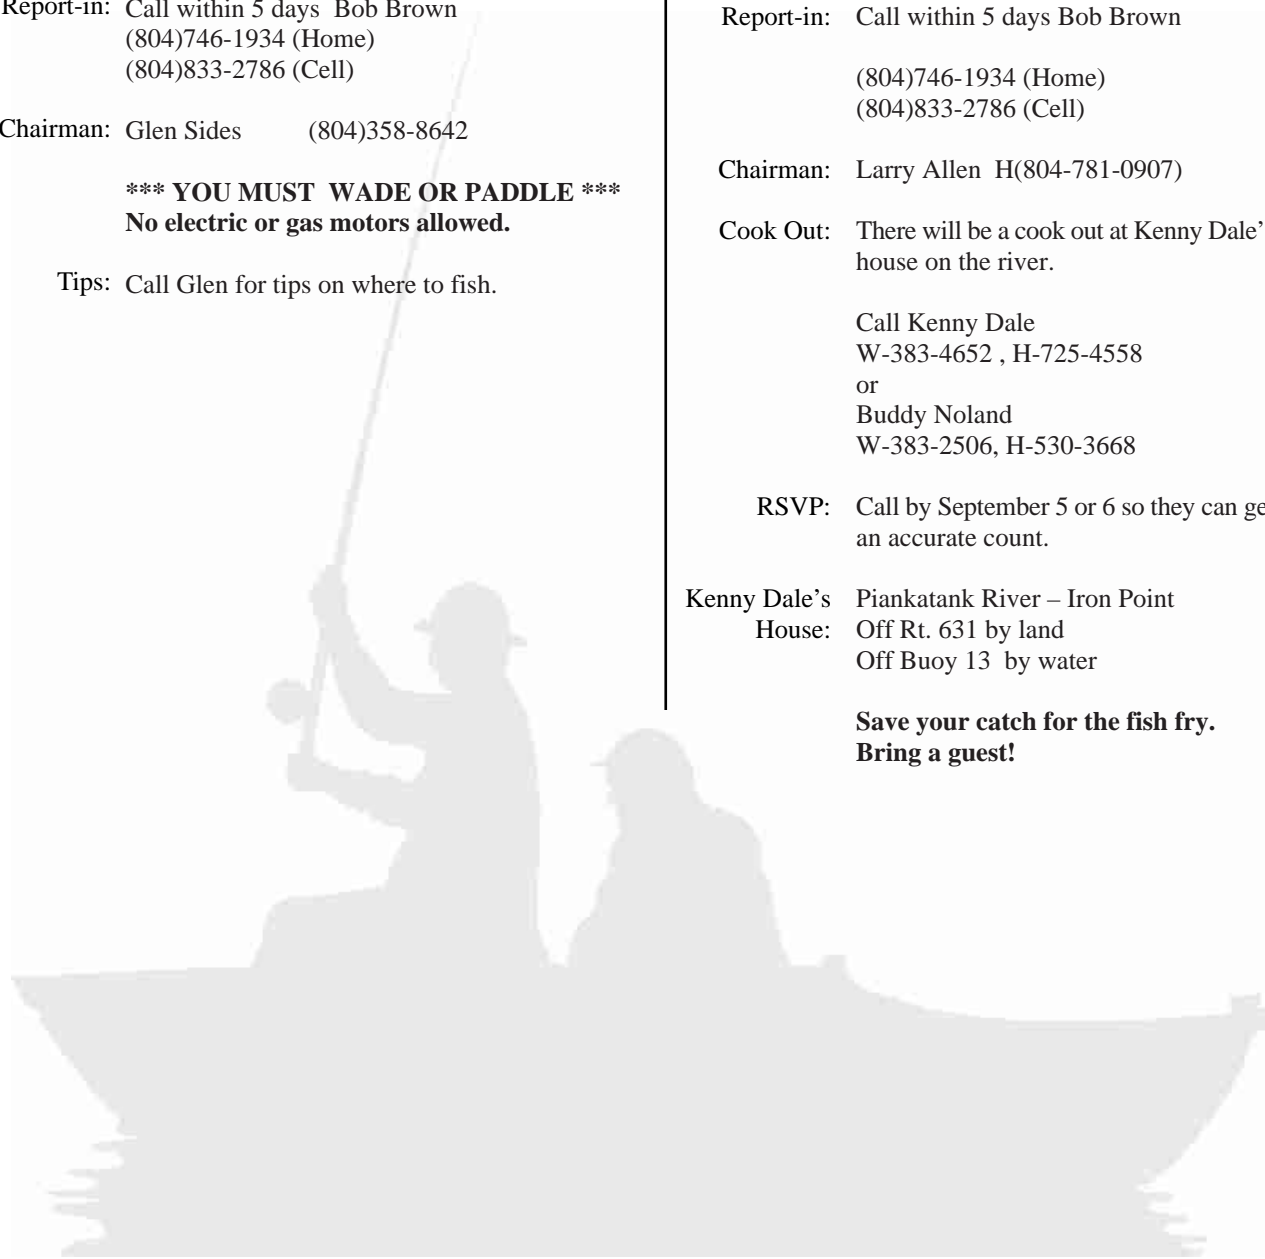 Report-in: Call within 5 days Bob Brown
(804)746-1934 (Home)
(804)833-2786 (Cell)
Chairman: Glen Sides (804)358-8642
*** YOU MUST WADE OR PADDLE ***
No electric or gas motors allowed.
Tips: Call Glen for tips on where to fish.
Report-in: Call within 5 days Bob Brown
(804)746-1934 (Home)
(804)833-2786 (Cell)
Chairman: Larry Allen H(804-781-0907)
Cook Out: There will be a cook out at Kenny Dale'
house on the river.
Call Kenny Dale
W-383-4652 , H-725-4558
or
Buddy Noland
W-383-2506, H-530-3668
RSVP: Call by September 5 or 6 so they can ge
an accurate count.
Kenny Dale's Piankatank River – Iron Point
House: Off Rt. 631 by land
Off Buoy 13 by water
Save your catch for the fish fry.
Bring a guest!